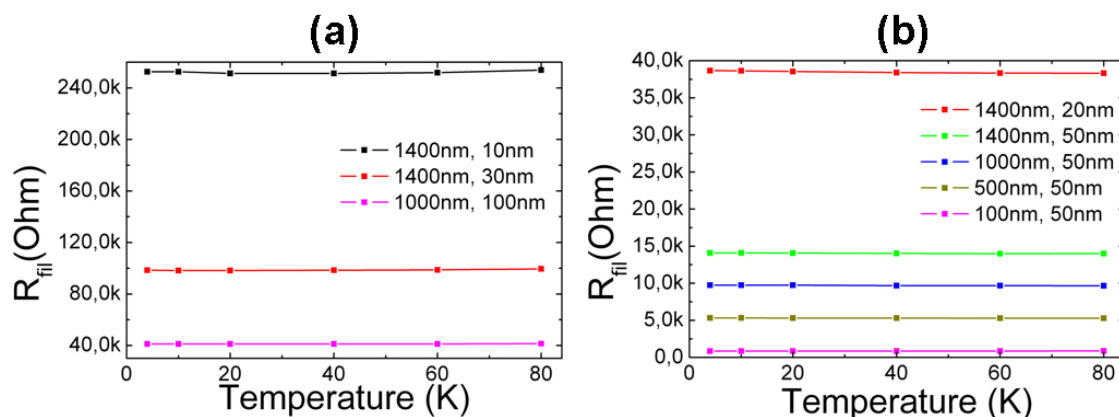 (a)
R_fil(Ohm)
240,0k
200,0k
160,0k
120,0k
80,0k
40,0k
1400nm, 10nm
1400nm, 30nm
1000nm, 100nm
0
20
40
60
80
Temperature (K)
(b)
R_fil(Ohm)
40,0k
35,0k
30,0k
25,0k
20,0k
15,0k
10,0k
5,0k
0,0
1400nm, 20nm
1400nm, 50nm
1000nm, 50nm
500nm, 50nm
100nm, 50nm
0
20
40
60
80
Temperature (K)